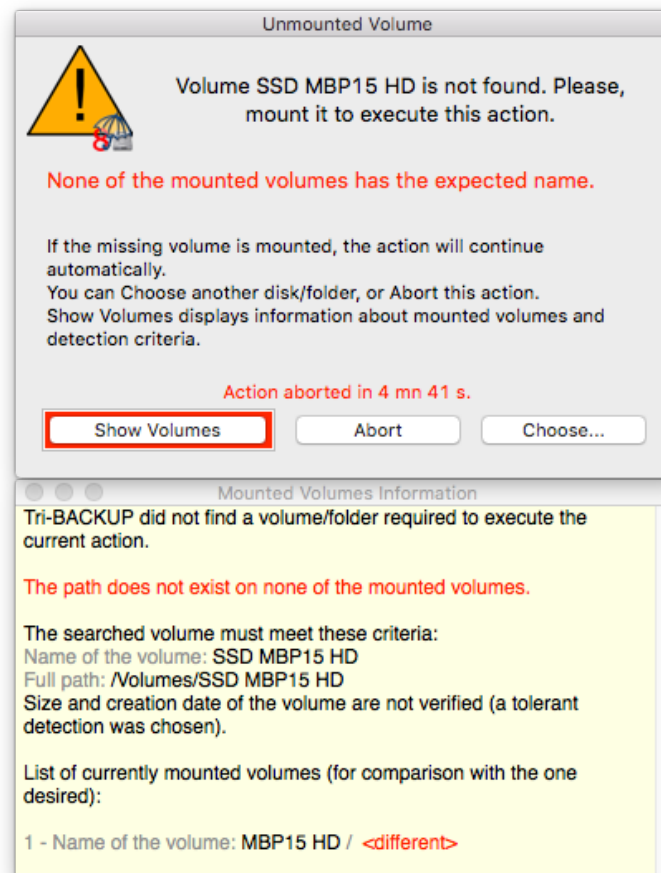 Unmounted Volume
Volume SSD MBP15 HD is not found. Please,
mount it to execute this action.
None of the mounted volumes has the expected name.
If the missing volume is mounted, the action will continue
automatically.
You can Choose another disk/folder, or Abort this action.
Show Volumes displays information about mounted volumes and
detection criteria.
Action aborted in 4 mn 41 s.
Show Volumes
Abort
Choose...
Mounted Volumes Information
Tri-BACKUP did not find a volume/folder required to execute the
current action.
The path does not exist on none of the mounted volumes.
The searched volume must meet these criteria:
Name of the volume: SSD MBP15 HD
Full path: /Volumes/SSD MBP15 HD
Size and creation date of the volume are not verified (a tolerant
detection was chosen).
List of currently mounted volumes (for comparison with the one
desired):
1 - Name of the volume: MBP15 HD / <different>